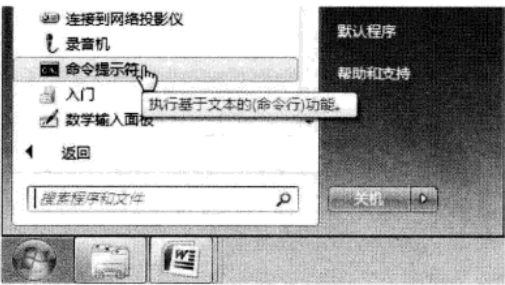 连接到网络投影仪
录音机
命令提示符
入门
数学输入面板
返回
搜索程序和文件
默认程序
帮助和支持
执行基于文本的(命令行)功能。
关机